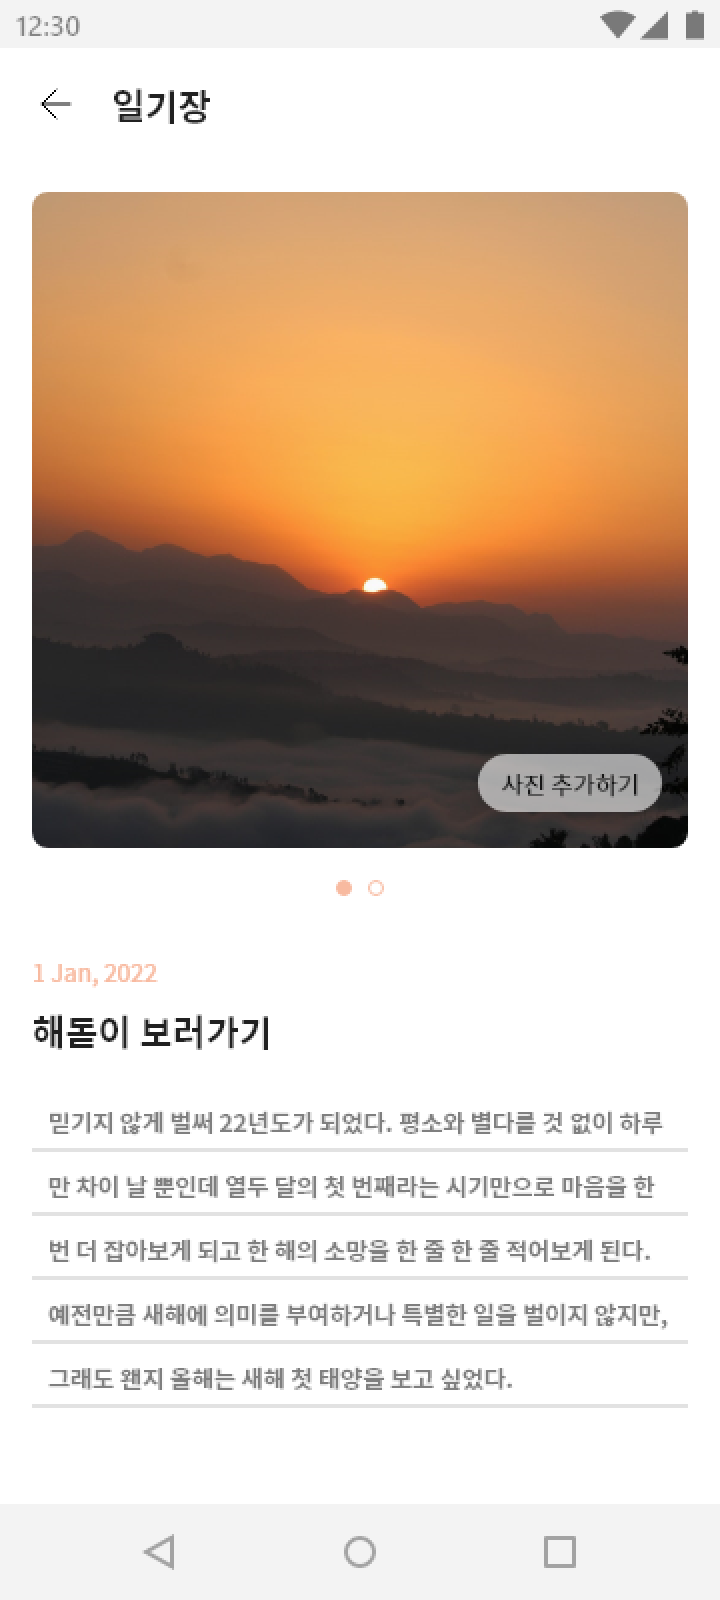 12:30
일기장
사진 추가하기
1 Jan, 2022
해돋이 보러가기
믿기지 않게 벌써 22년도가 되었다. 평소와 별다를 것 없이 하루
만 차이 날 뿐인데 열두 달의 첫 번째라는 시기만으로 마음을 한
번 더 잡아보게 되고 한 해의 소망을 한 줄 한 줄 적어보게 된다.
예전만큼 새해에 의미를 부여하거나 특별한 일을 벌이지 않지만,
그래도 왠지 올해는 새해 첫 태양을 보고 싶었다.